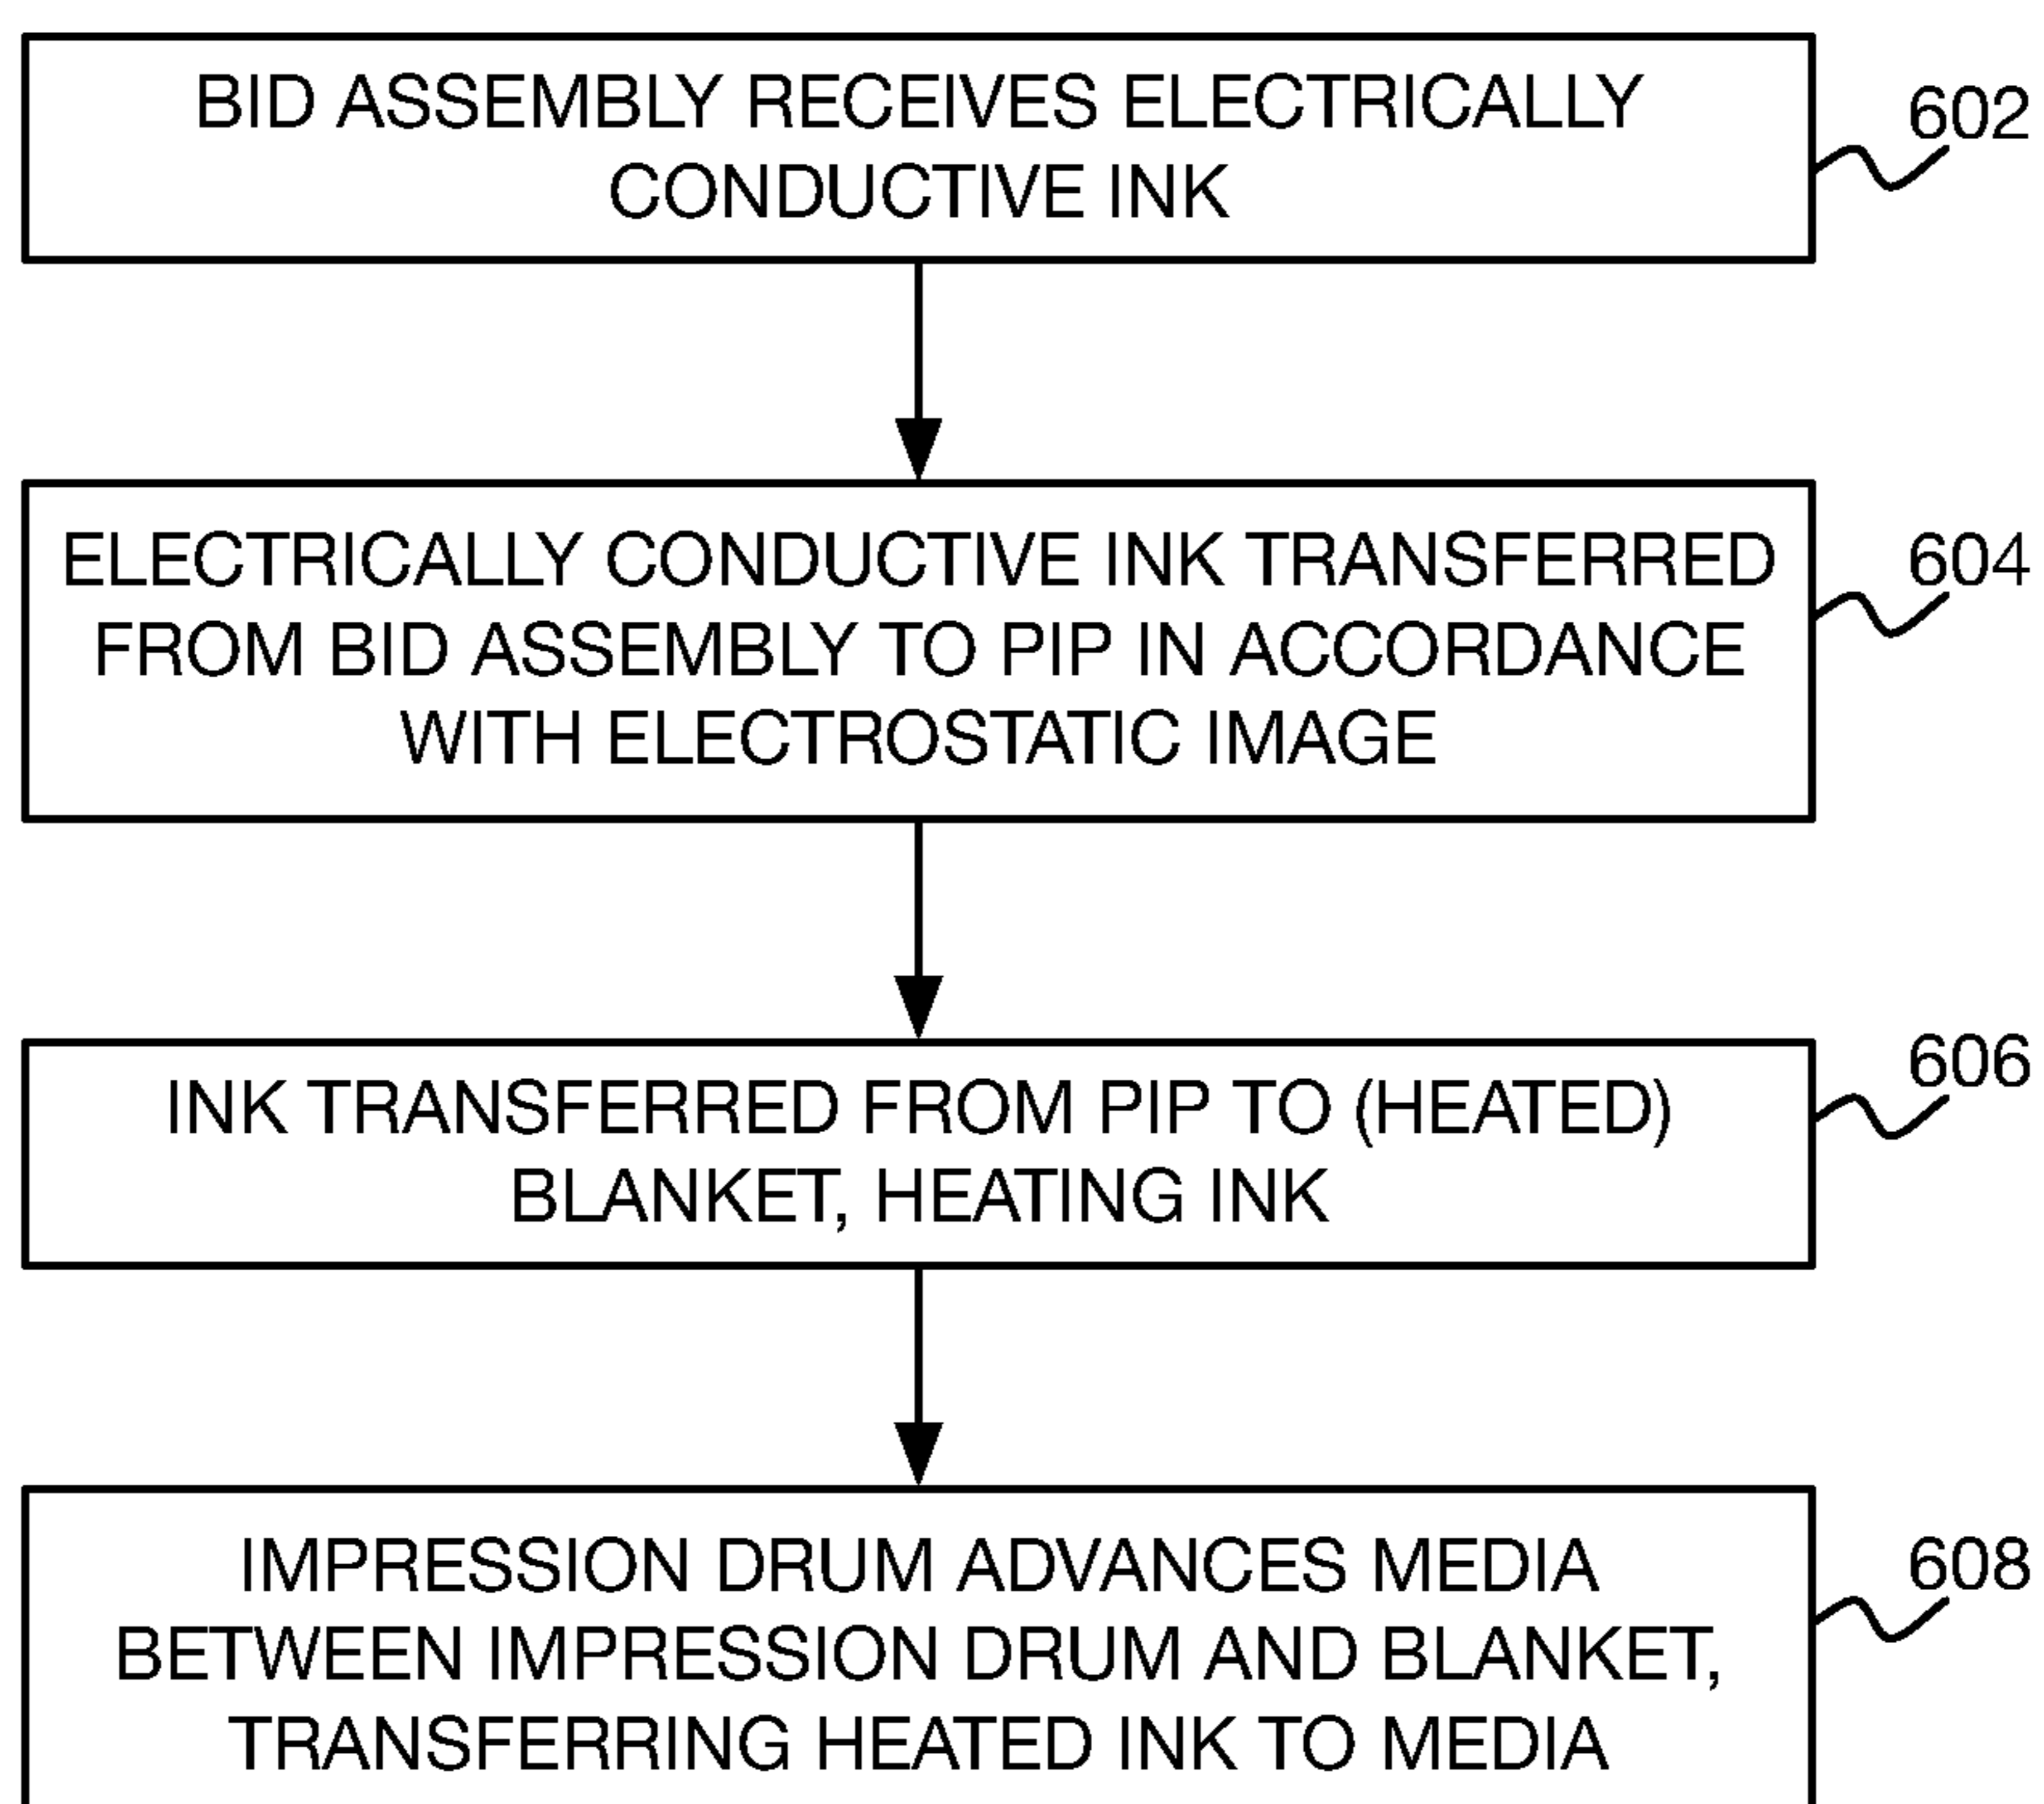 BID ASSEMBLY RECEIVES ELECTRICALLY
CONDUCTIVE INK
602
ELECTRICALLY CONDUCTIVE INK TRANSFERRED
FROM BID ASSEMBLY TO PIP IN ACCORDANCE
WITH ELECTROSTATIC IMAGE
604
INK TRANSFERRED FROM PIP TO (HEATED)
BLANKET, HEATING INK
606
IMPRESSION DRUM ADVANCES MEDIA
BETWEEN IMPRESSION DRUM AND BLANKET,
TRANSFERRING HEATED INK TO MEDIA
608